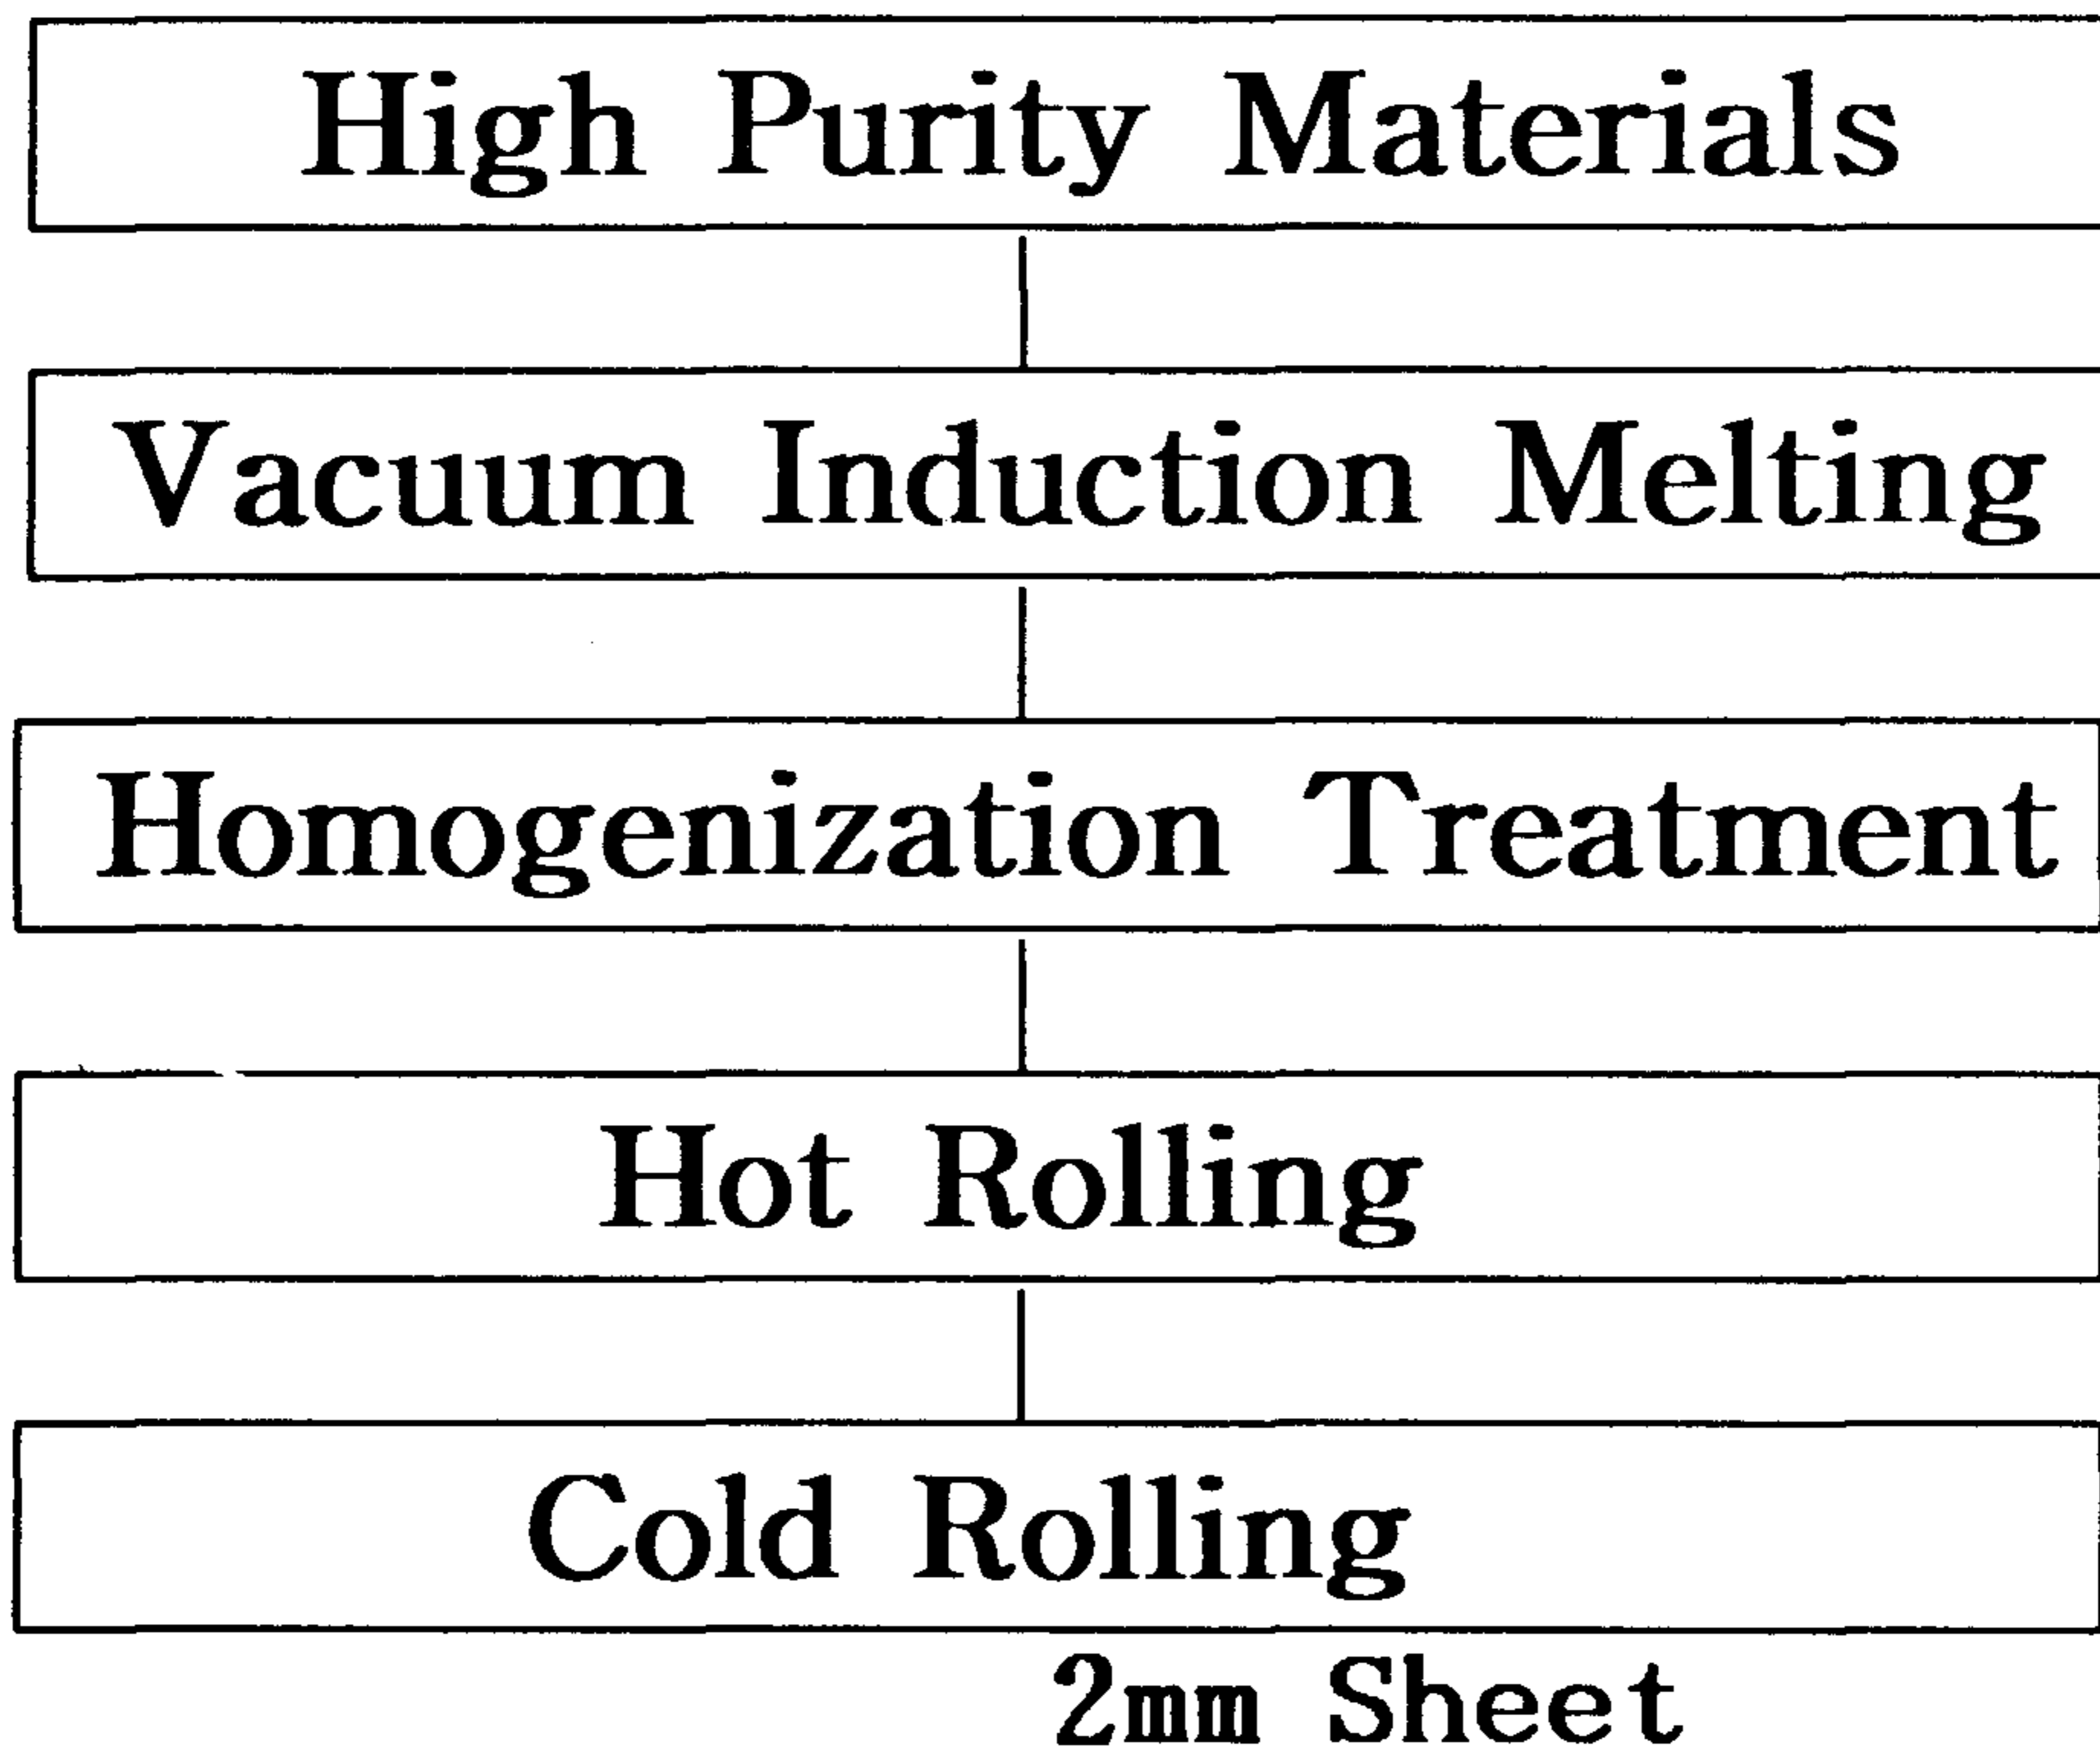 High Purity Materials
Vacuum Induction Melting
Homogenization Treatment
Hot Rolling
Cold Rolling
2mm Sheet